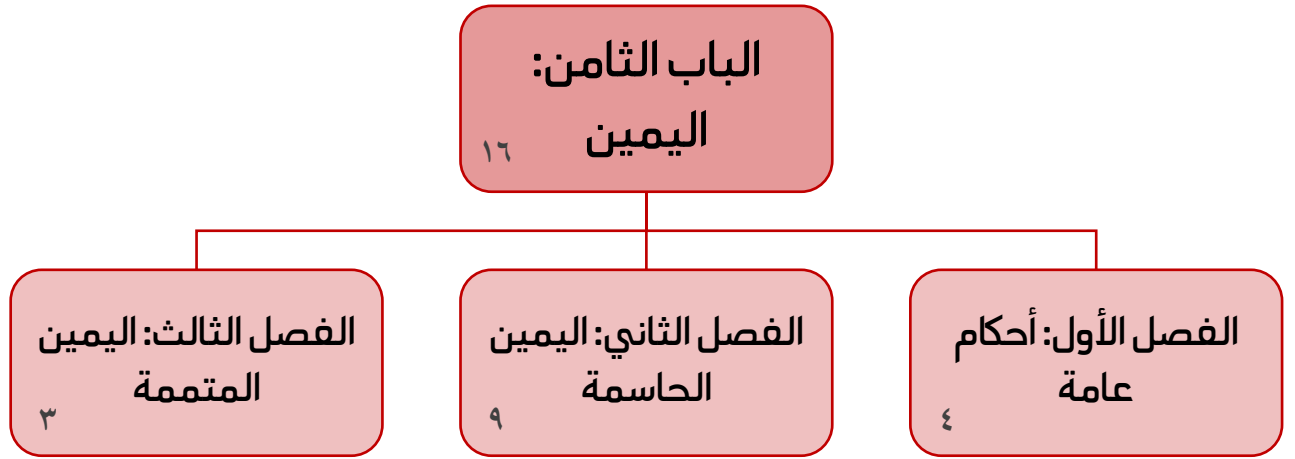 الباب الثامن:
اليمين
١٦
الفصل الأول: أحكام
عامة
٤
الفصل الثاني: اليمين
الحاسمة
٩
الفصل الثالث: اليمين
المتممة
٣